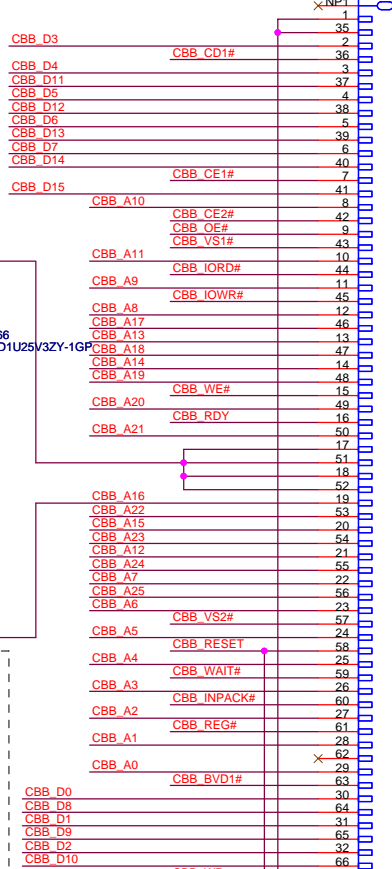 NP1
1
35
CBB_D3 2
CBB_CD1# 36
CBB_D4 3
CBB_D11 37
CBB_D5 4
CBB_D12 38
CBB_D6 5
CBB_D13 39
CBB_D7 6
CBB_D14 40
CBB_CE1# 7
CBB_D15 41
CBB_A10 8
CBB_CE2# 42
CBB_OE# 9
CBB_VS1# 43
CBB_A11 10
CBB_IORD# 44
CBB_A9 11
CBB_IOWR# 45
CBB_A8 12
CBB_A17 46
CBB_A13 13
D1U25V3ZY-1GP CBB_A18 47
CBB_A14 14
CBB_A19 48
CBB_WE# 15
CBB_A20 49
CBB_RDY 16
CBB_A21 50
17
51
18
52
CBB_A16 19
CBB_A22 53
CBB_A15 20
CBB_A23 54
CBB_A12 21
CBB_A24 55
CBB_A7 22
CBB_A25 56
CBB_A6 23
CBB_VS2# 57
CBB_A5 24
CBB_RESET 58
CBB_A4 25
CBB_WAIT# 59
CBB_A3 26
CBB_INPACK# 60
CBB_A2 27
CBB_REG# 61
CBB_A1 28
62
CBB_A0 29
CBB_BVD1# 63
CBB_D0 30
CBB_D8 64
CBB_D1 31
CBB_D9 65
CBB_D2 32
CBB_D10 66